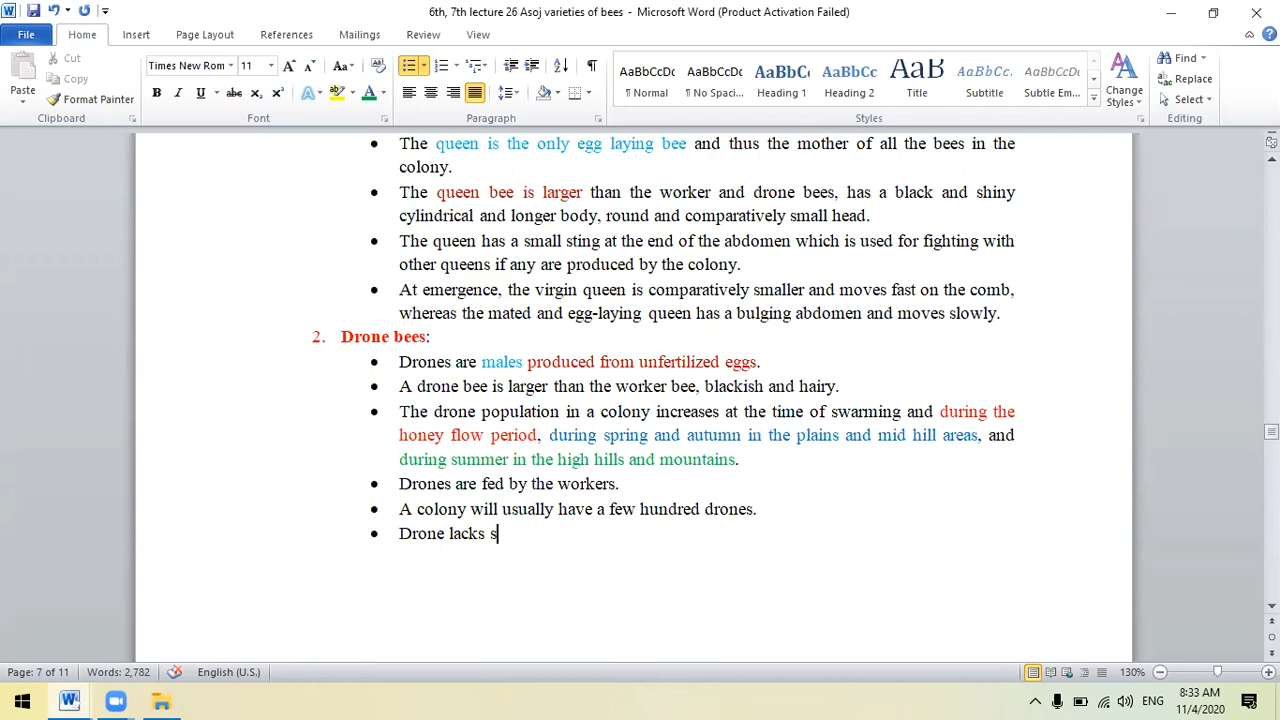 6th, 7th lecture 26 Asoj varieties of bees - Microsoft Word (Product Activation Failed)
File Home Insert Page Layout References Mailings Review View
Paste
Cut
Copy
Format Painter
Clipboard
Times New Rom 11
Font
Paragraph
AaBbCcDc ¶ Normal
AaBbCcDc ¶ No Spaci...
AaBbCc Heading 1
AaBbCc Heading 2
AaB Title
AaBbCcDc Subtitle
AaBbCcDc Subtle Em...
Change Styles
Styles
Find
Replace
Select
Editing
• The queen is the only egg laying bee and thus the mother of all the bees in the
colony.
• The queen bee is larger than the worker and drone bees, has a black and shiny
cylindrical and longer body, round and comparatively small head.
• The queen has a small sting at the end of the abdomen which is used for fighting with
other queens if any are produced by the colony.
• At emergence, the virgin queen is comparatively smaller and moves fast on the comb,
whereas the mated and egg-laying queen has a bulging abdomen and moves slowly.
2. Drone bees:
• Drones are males produced from unfertilized eggs.
• A drone bee is larger than the worker bee, blackish and hairy.
• The drone population in a colony increases at the time of swarming and during the
honey flow period, during spring and autumn in the plains and mid hill areas, and
during summer in the high hills and mountains.
• Drones are fed by the workers.
• A colony will usually have a few hundred drones.
• Drone lacks s
Page: 7 of 11 Words: 2,782 English (U.S.) 130%
ENG 8:33 AM
11/4/2020